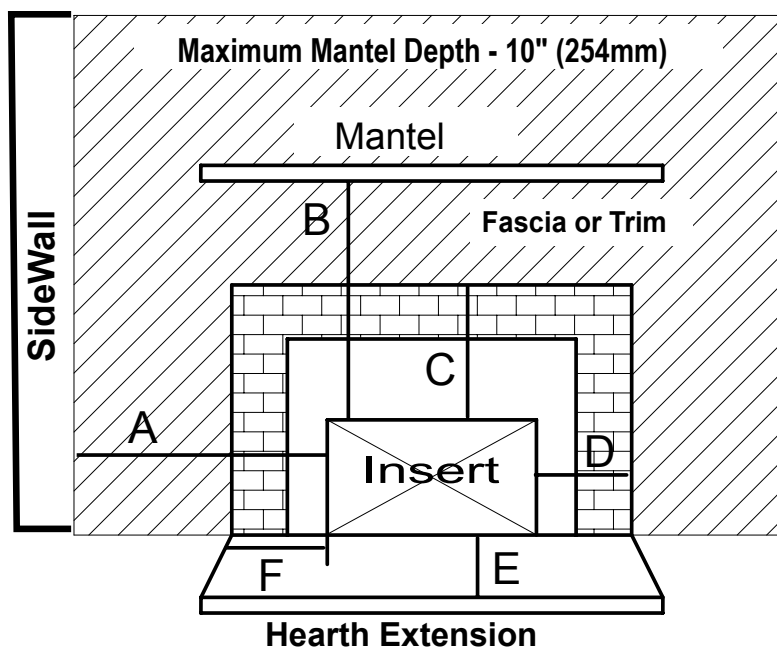 Maximum Mantel Depth - 10" (254mm)
Mantel
B
Fascia or Trim
SideWall
C
A
D
Insert
F
E
Hearth Extension